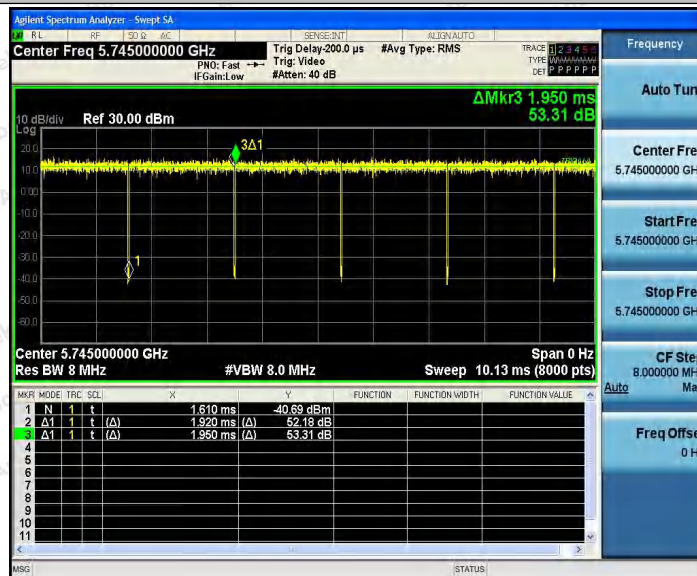 Agilent Spectrum Analyzer - Swept SA
RL RF 50 Ω AC SENSE:INT ALIGN AUTO
Center Freq 5.745000000 GHz
PNO: Fast
IFGain:Low
Trig Delay-200.0 µs
Trig: Video
#Atten: 40 dB
#Avg Type: RMS
TRACE 1 2 3 4 5 6
TYPE
DET P P P P P P
ΔMkr3 1.950 ms
53.31 dB
10 dB/div Ref 30.00 dBm
Log
20.0
10.0
0.00
-10.0
-20.0
-30.0
-40.0
-50.0
-60.0
3Δ1
1
Center 5.745000000 GHz Span 0 Hz
Res BW 8 MHz #VBW 8.0 MHz Sweep 10.13 ms (8000 pts)
MKR MODE TRC SCL X Y FUNCTION FUNCTION WIDTH FUNCTION VALUE
1 N 1 t 1.610 ms -40.69 dBm
2 Δ1 1 t (Δ) 1.920 ms (Δ) 52.18 dB
3 Δ1 1 t (Δ) 1.950 ms (Δ) 53.31 dB
4
5
6
7
8
9
10
11
MSG STATUS
Frequency
Auto Tun
Center Fre
5.745000000 GH
Start Fre
5.745000000 GH
Stop Fre
5.745000000 GH
CF Ste
8.000000 MH
Auto Ma
Freq Offse
0 H